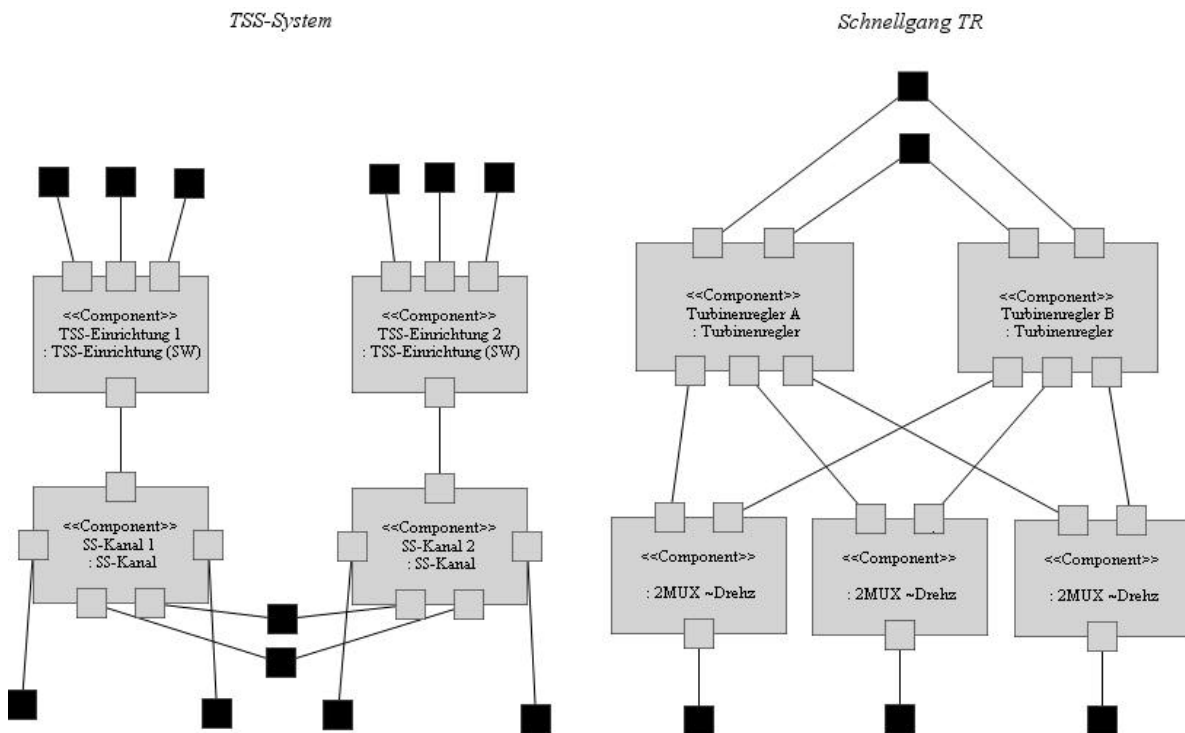 TSS-System
<<Component>>
TSS-Einrichtung 1
: TSS-Einrichtung (SW)
<<Component>>
TSS-Einrichtung 2
: TSS-Einrichtung (SW)
<<Component>>
SS-Kanal 1
: SS-Kanal
<<Component>>
SS-Kanal 2
: SS-Kanal
Schnellgang TR
<<Component>>
Turbinenregler A
: Turbinenregler
<<Component>>
Turbinenregler B
: Turbinenregler
<<Component>>
: 2MUX ~Drehz
<<Component>>
: 2MUX ~Drehz
<<Component>>
: 2MUX ~Drehz